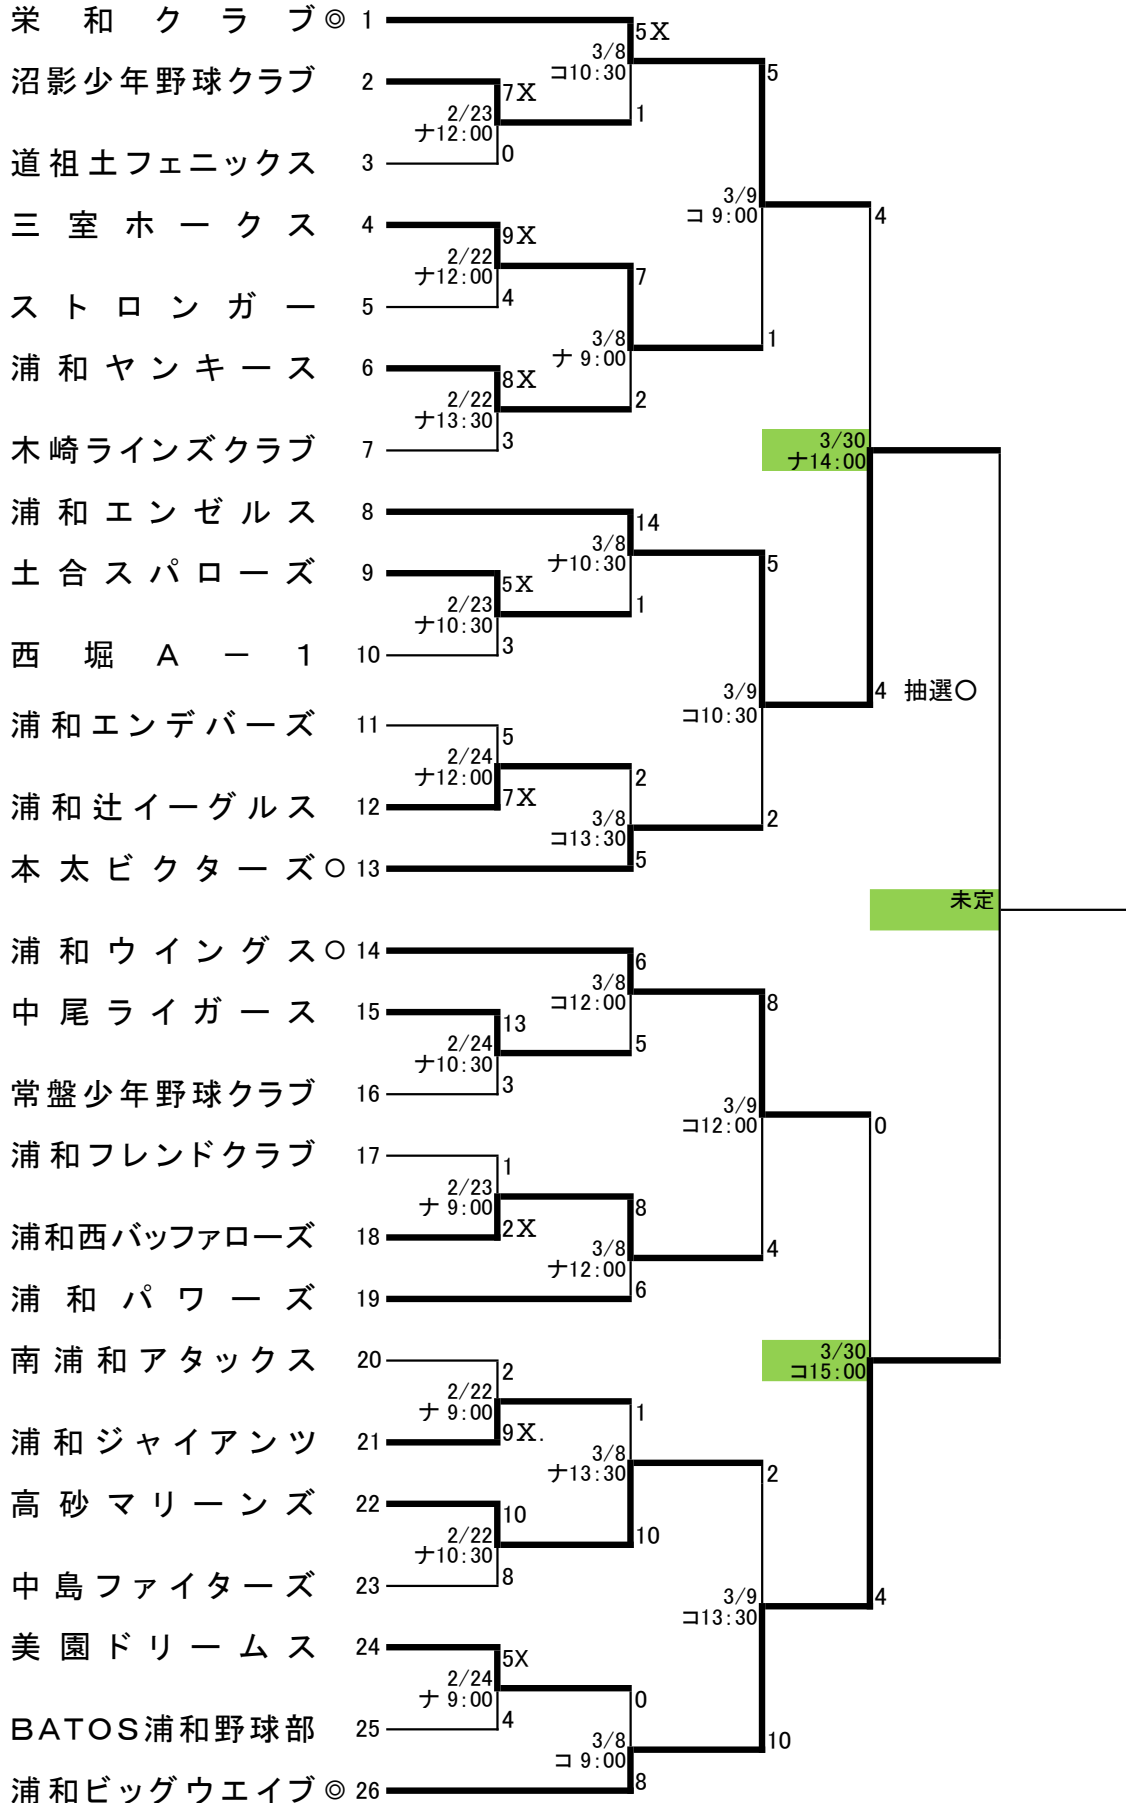 栄和クラブ◎ 1
5X
3/8
コ10:30
5
沼影少年野球クラブ 2
7X
2/23
ナ12:00
1
0
道祖土フェニックス 3
3/9
コ 9:00
4
三室ホークス 4
9X
2/22
ナ12:00
7
4
ストロンガー 5
3/8
ナ 9:00
1
浦和ヤンキース 6
8X
2/22
ナ13:30
2
3
木崎ラインズクラブ 7
3/30
ナ14:00
浦和エンゼルス 8
14
3/8
ナ10:30
5
土合スパローズ 9
5X
2/23
ナ10:30
1
3
西堀A－1 10
3/9
コ10:30
4 抽選〇
浦和エンデバーズ 11
5
2/24
ナ12:00
2
7X
浦和辻イーグルス 12
3/8
コ13:30
2
5
本太ビクターズ〇 13
未定
浦和ウイングス〇 14
6
3/8
コ12:00
8
中尾ライガース 15
13
2/24
ナ10:30
5
3
常盤少年野球クラブ 16
3/9
コ12:00
0
浦和フレンドクラブ 17
1
2/23
ナ 9:00
8
2X
浦和西バッファローズ 18
3/8
ナ12:00
4
6
浦和パワーズ 19
3/30
コ15:00
南浦和アタックス 20
2
2/22
ナ 9:00
1
9X.
浦和ジャイアンツ 21
3/8
ナ13:30
2
高砂マリーンズ 22
10
2/22
ナ10:30
10
8
中島ファイターズ 23
3/9
コ13:30
4
美園ドリームス 24
5X
2/24
ナ 9:00
0
4
BATOS浦和野球部 25
3/8
コ 9:00
10
8
浦和ビッグウエイブ◎ 26